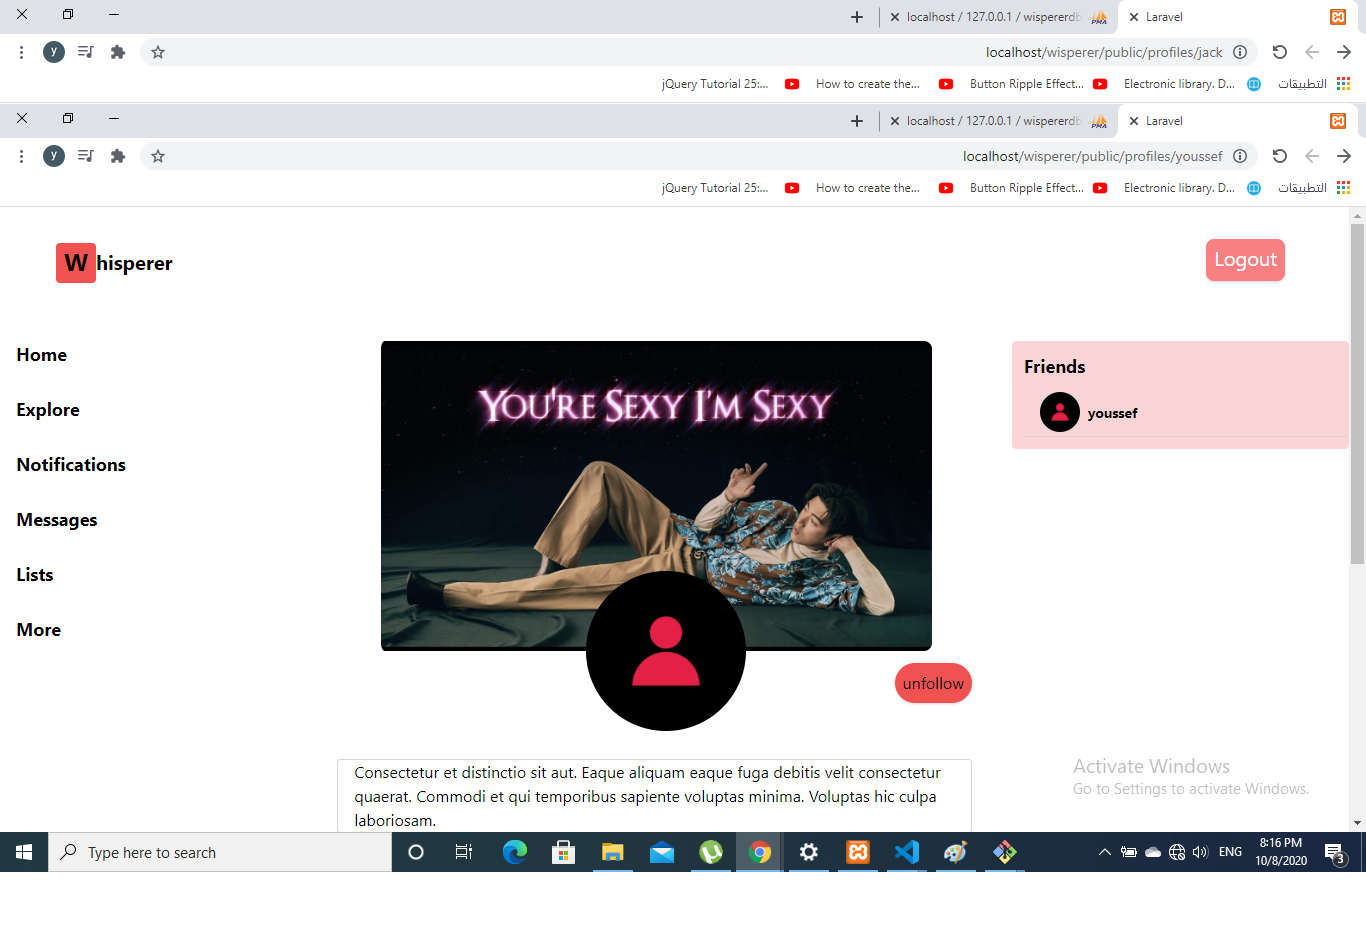 localhost / 127.0.0.1 / wispererdb
PMA
Laravel
y
localhost/wisperer/public/profiles/jack
jQuery Tutorial 25:...
How to create the...
Button Ripple Effect...
Electronic library. D...
التطبيقات
localhost / 127.0.0.1 / wispererdb
PMA
Laravel
y
localhost/wisperer/public/profiles/youssef
jQuery Tutorial 25:...
How to create the...
Button Ripple Effect...
Electronic library. D...
التطبيقات
Whisperer
Logout
Home
Explore
Notifications
Messages
Lists
More
YOU'RE SEXY I'M SEXY
Friends
youssef
unfollow
Consectetur et distinctio sit aut. Eaque aliquam eaque fuga debitis velit consectetur
quaerat. Commodi et qui temporibus sapiente voluptas minima. Voluptas hic culpa
laboriosam.
Activate Windows
Go to Settings to activate Windows.
Type here to search
ENG
8:16 PM
10/8/2020
3